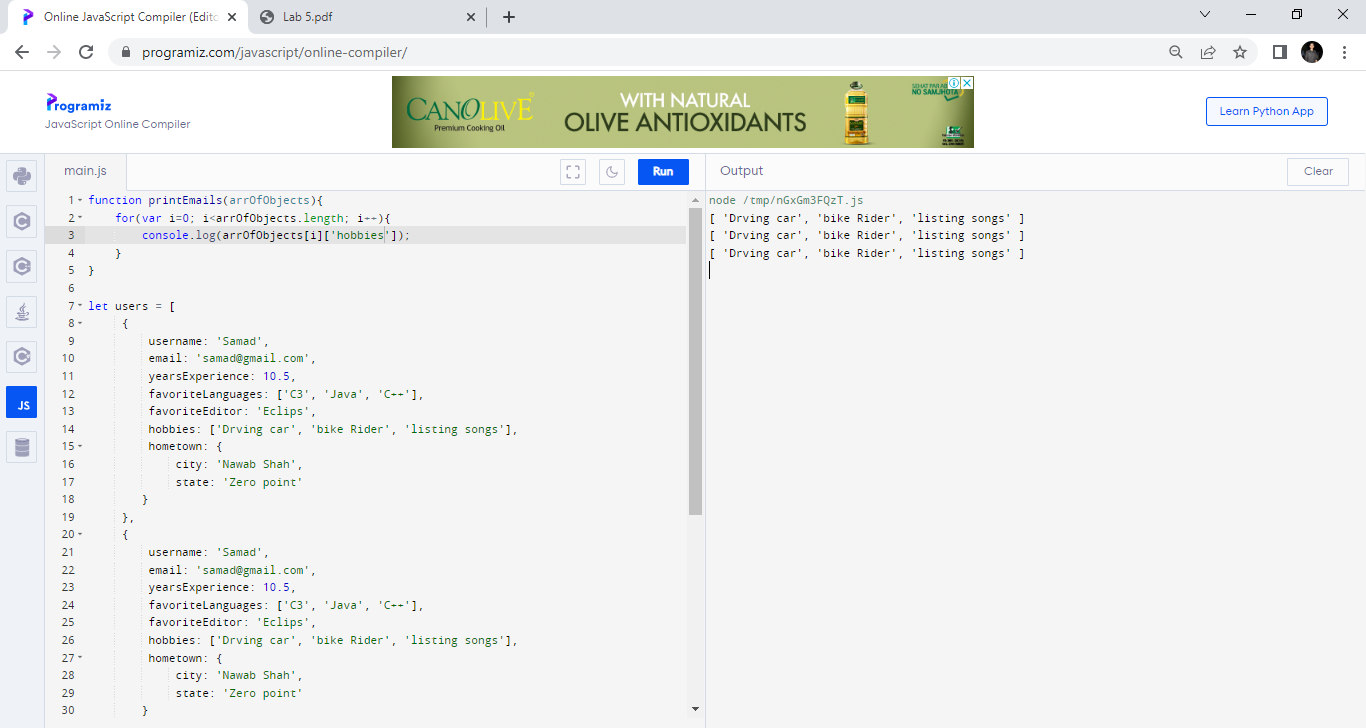 Online JavaScript Compiler (Edito
Lab 5.pdf
programiz.com/javascript/online-compiler/
Programiz
JavaScript Online Compiler
CANOLIVE
Premium Cooking Oil
WITH NATURAL
OLIVE ANTIOXIDANTS
NO SAMJHOTA
Learn Python App
main.js
Run
Output
Clear
JS
1 function printEmails(arrOfObjects){
2 for(var i=0; i<arrOfObjects.length; i++){
3 console.log(arrOfObjects[i]['hobbies']);
4 }
5 }
6
7 let users = [
8 {
9 username: 'Samad',
10 email: 'samad@gmail.com',
11 yearsExperience: 10.5,
12 favoriteLanguages: ['C3', 'Java', 'C++'],
13 favoriteEditor: 'Eclips',
14 hobbies: ['Drving car', 'bike Rider', 'listing songs'],
15 hometown: {
16 city: 'Nawab Shah',
17 state: 'Zero point'
18 }
19 },
20 {
21 username: 'Samad',
22 email: 'samad@gmail.com',
23 yearsExperience: 10.5,
24 favoriteLanguages: ['C3', 'Java', 'C++'],
25 favoriteEditor: 'Eclips',
26 hobbies: ['Drving car', 'bike Rider', 'listing songs'],
27 hometown: {
28 city: 'Nawab Shah',
29 state: 'Zero point'
30 }
node /tmp/nGxGm3FQzT.js
[ 'Drving car', 'bike Rider', 'listing songs' ]
[ 'Drving car', 'bike Rider', 'listing songs' ]
[ 'Drving car', 'bike Rider', 'listing songs' ]